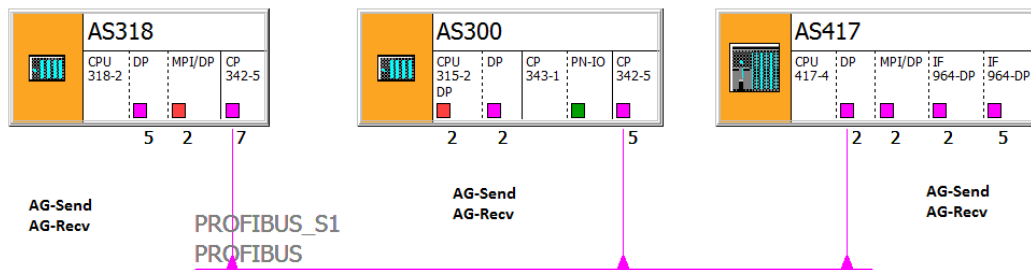 AS318
CPU 318-2
DP
MPI/DP
CP 342-5
5 2 7
AS300
CPU 315-2 DP
DP
CP 343-1
PN-IO
CP 342-5
2 2 5
AS417
CPU 417-4
DP
MPI/DP
IF 964-DP
IF 964-DP
2 2 2 5
AG-Send
AG-Recv
AG-Send
AG-Recv
AG-Send
AG-Recv
PROFIBUS_S1
PROFIBUS